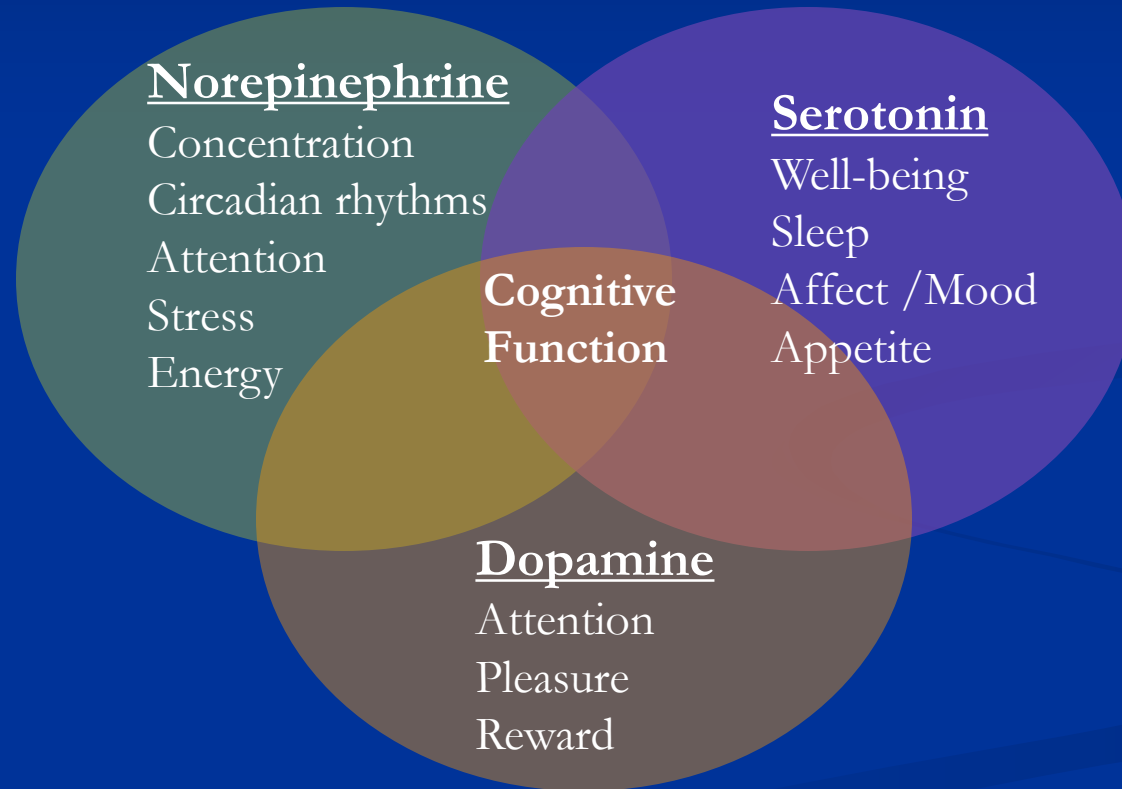 Norepinephrine
Concentration
Circadian rhythms
Attention
Stress
Energy
Serotonin
Well-being
Sleep
Affect /Mood
Appetite
Cognitive
Function
Dopamine
Attention
Pleasure
Reward